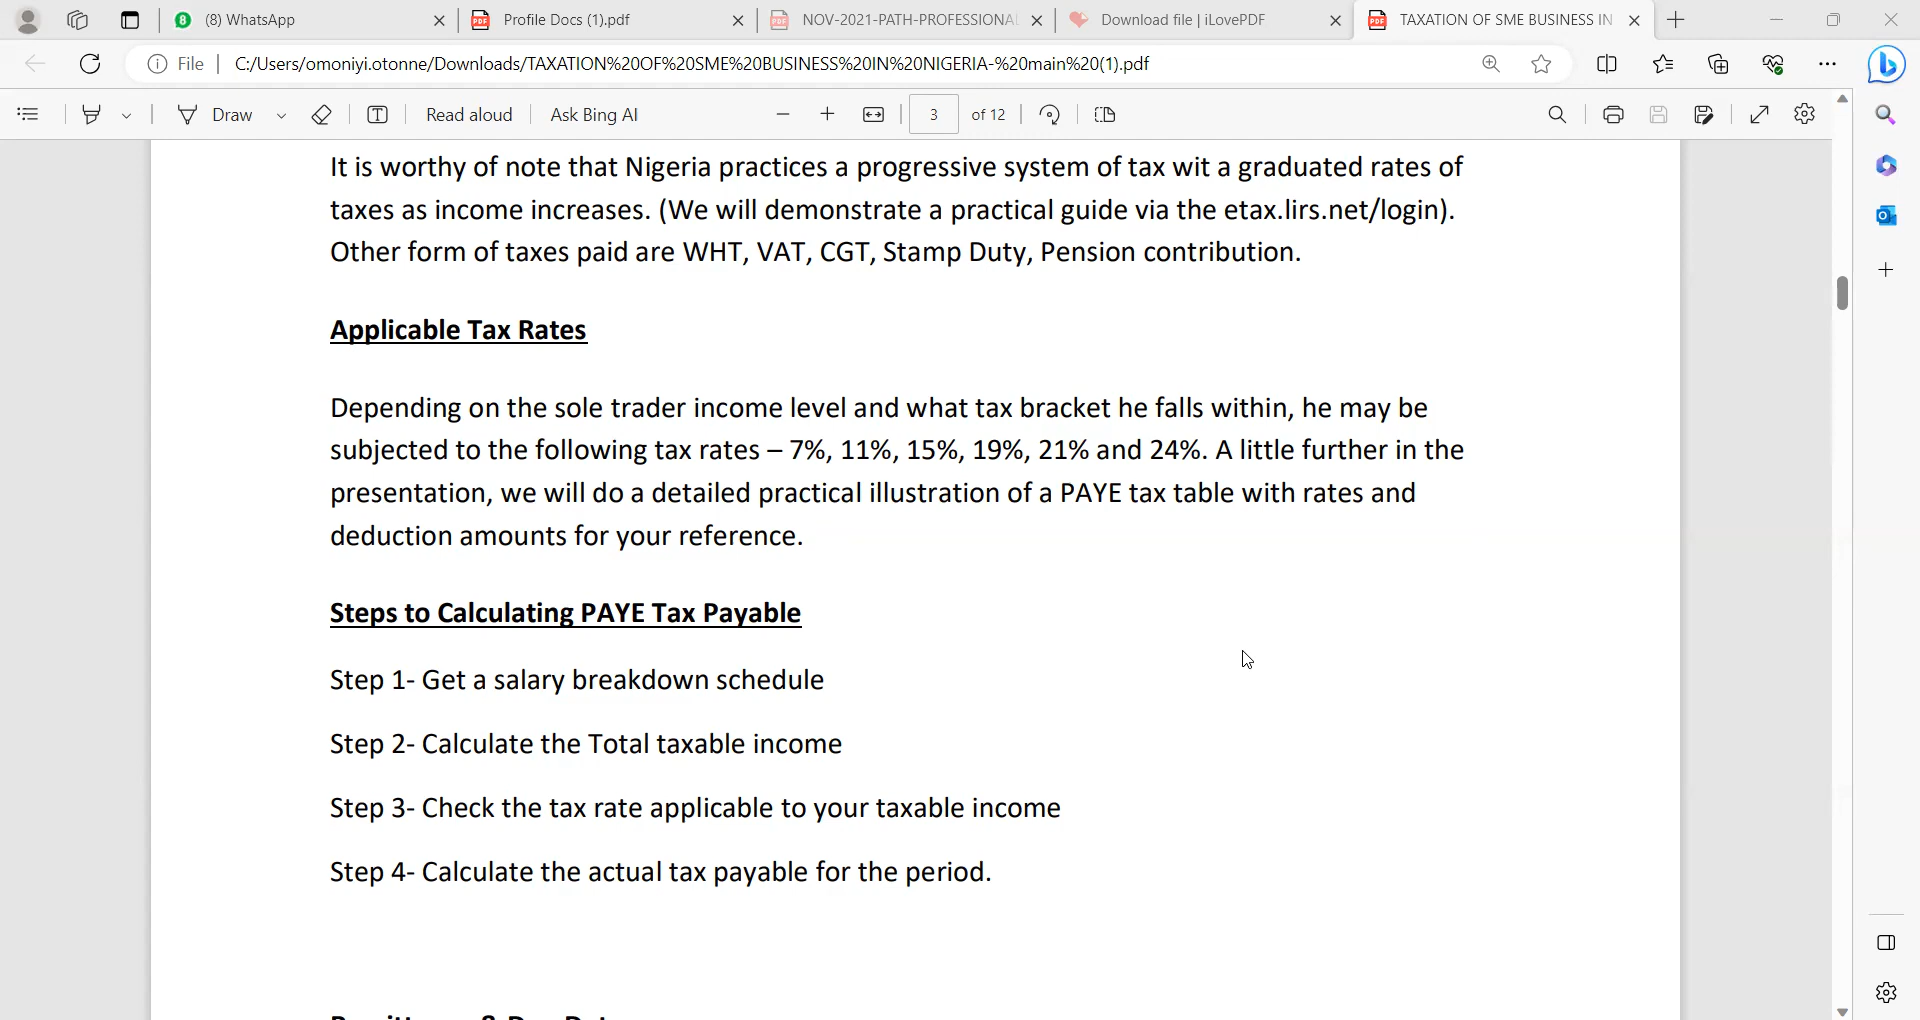 (8) WhatsApp
Profile Docs (1).pdf
NOV-2021-PATH-PROFESSIONAL
Download file | iLovePDF
TAXATION OF SME BUSINESS IN
File
C:/Users/omoniyi.otonne/Downloads/TAXATION%20OF%20SME%20BUSINESS%20IN%20NIGERIA-%20main%20(1).pdf
Draw
Read aloud
Ask Bing AI
3
of 12
It is worthy of note that Nigeria practices a progressive system of tax wit a graduated rates of
taxes as income increases. (We will demonstrate a practical guide via the etax.lirs.net/login).
Other form of taxes paid are WHT, VAT, CGT, Stamp Duty, Pension contribution.
Applicable Tax Rates
Depending on the sole trader income level and what tax bracket he falls within, he may be
subjected to the following tax rates – 7%, 11%, 15%, 19%, 21% and 24%. A little further in the
presentation, we will do a detailed practical illustration of a PAYE tax table with rates and
deduction amounts for your reference.
Steps to Calculating PAYE Tax Payable
Step 1- Get a salary breakdown schedule
Step 2- Calculate the Total taxable income
Step 3- Check the tax rate applicable to your taxable income
Step 4- Calculate the actual tax payable for the period.